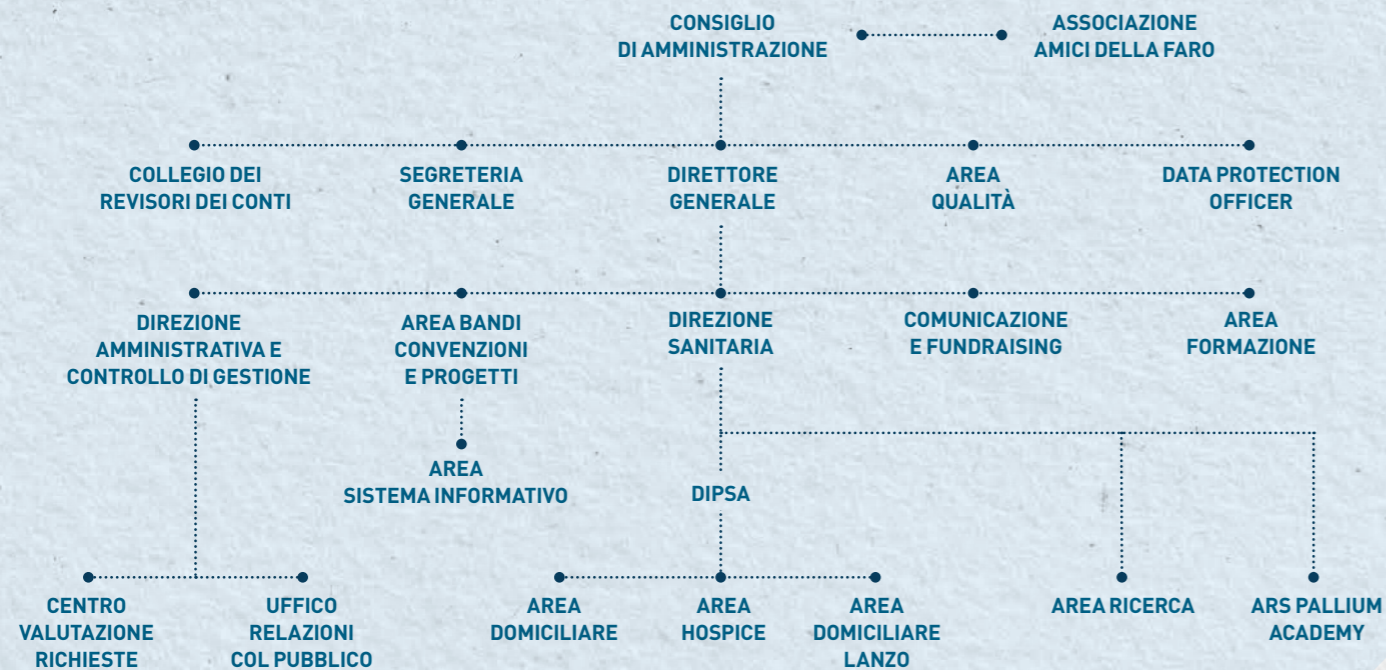 CONSIGLIO
DI AMMINISTRAZIONE
ASSOCIAZIONE
AMICI DELLA FARO
COLLEGIO DEI
REVISORI DEI CONTI
SEGRETERIA
GENERALE
DIRETTORE
GENERALE
AREA
QUALITÀ
DATA PROTECTION
OFFICER
DIREZIONE
AMMINISTRATIVA E
CONTROLLO DI GESTIONE
AREA BANDI
CONVENZIONI
E PROGETTI
DIREZIONE
SANITARIA
COMUNICAZIONE
E FUNDRAISING
AREA
FORMAZIONE
AREA
SISTEMA INFORMATIVO
DIPSA
CENTRO
VALUTAZIONE
RICHIESTE
UFFICO
RELAZIONI
COL PUBBLICO
AREA
DOMICILIARE
AREA
HOSPICE
AREA
DOMICILIARE
LANZO
AREA RICERCA
ARS PALLIUM
ACADEMY